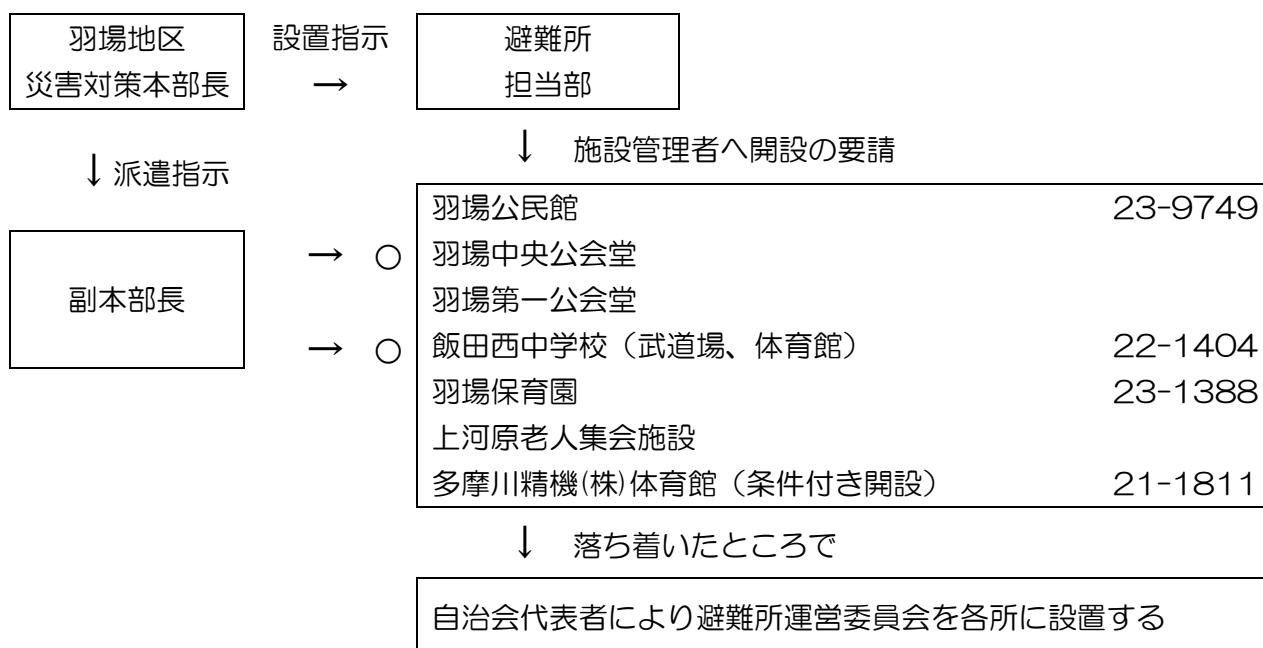 羽場地区 設置指示 避難所
災害対策本部長 → 担当部
↓ 施設管理者へ開設の要請
↓派遣指示
羽場公民館 23-9749
→ ○ 羽場中央公会堂
副本部長 羽場第一公会堂
→ ○ 飯田西中学校（武道場、体育館） 22-1404
羽場保育園 23-1388
上河原老人集会施設
多摩川精機㈱体育館（条件付き開設） 21-1811
↓ 落ち着いたところで
自治会代表者により避難所運営委員会を各所に設置する